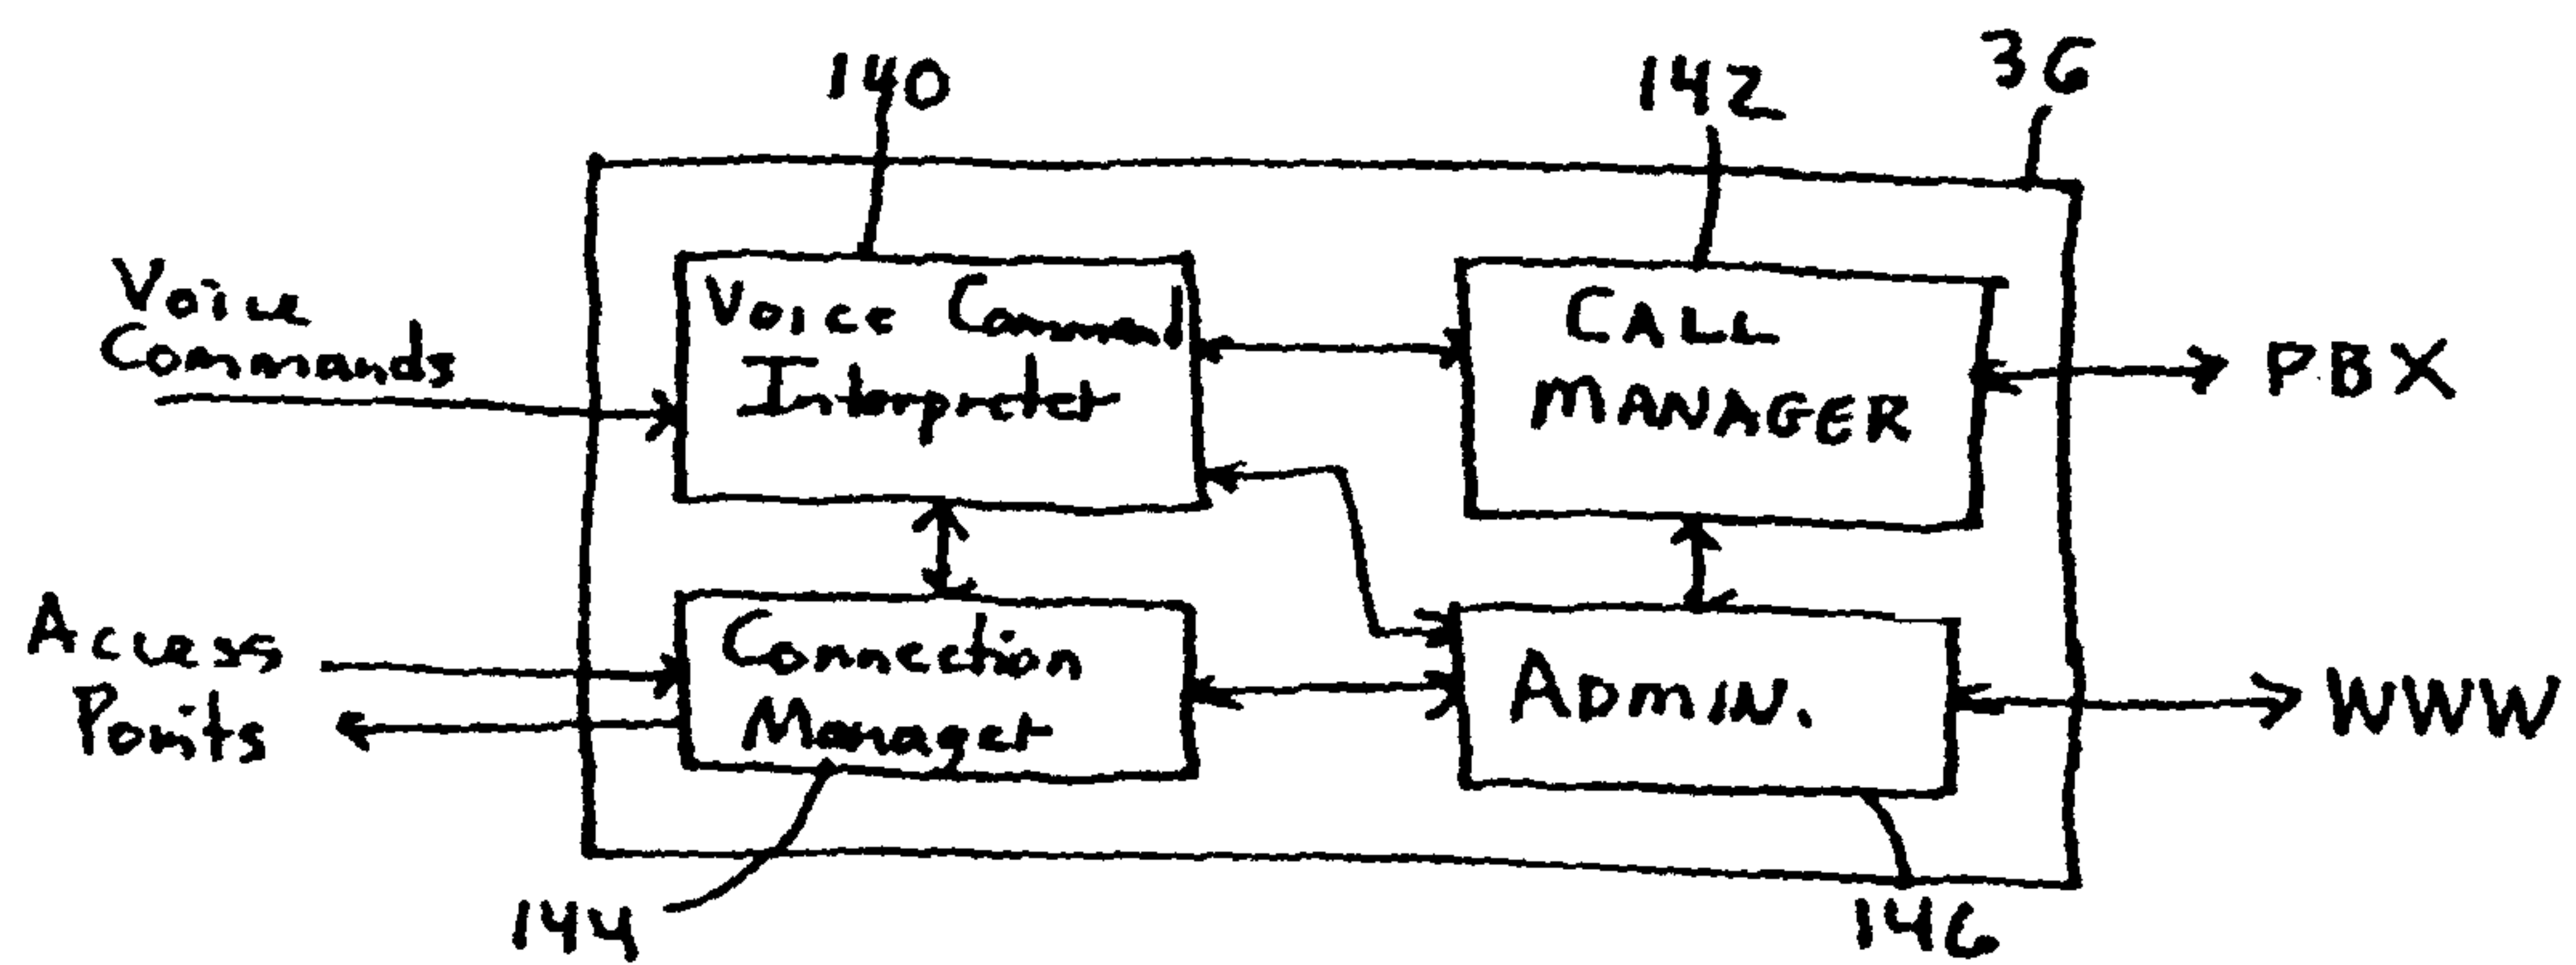 140
142
36
Voice
Commands
Voice Command
Interpreter
CALL
MANAGER
PBX
Access
Points
Connection
Manager
ADMIN.
WWW
144
146